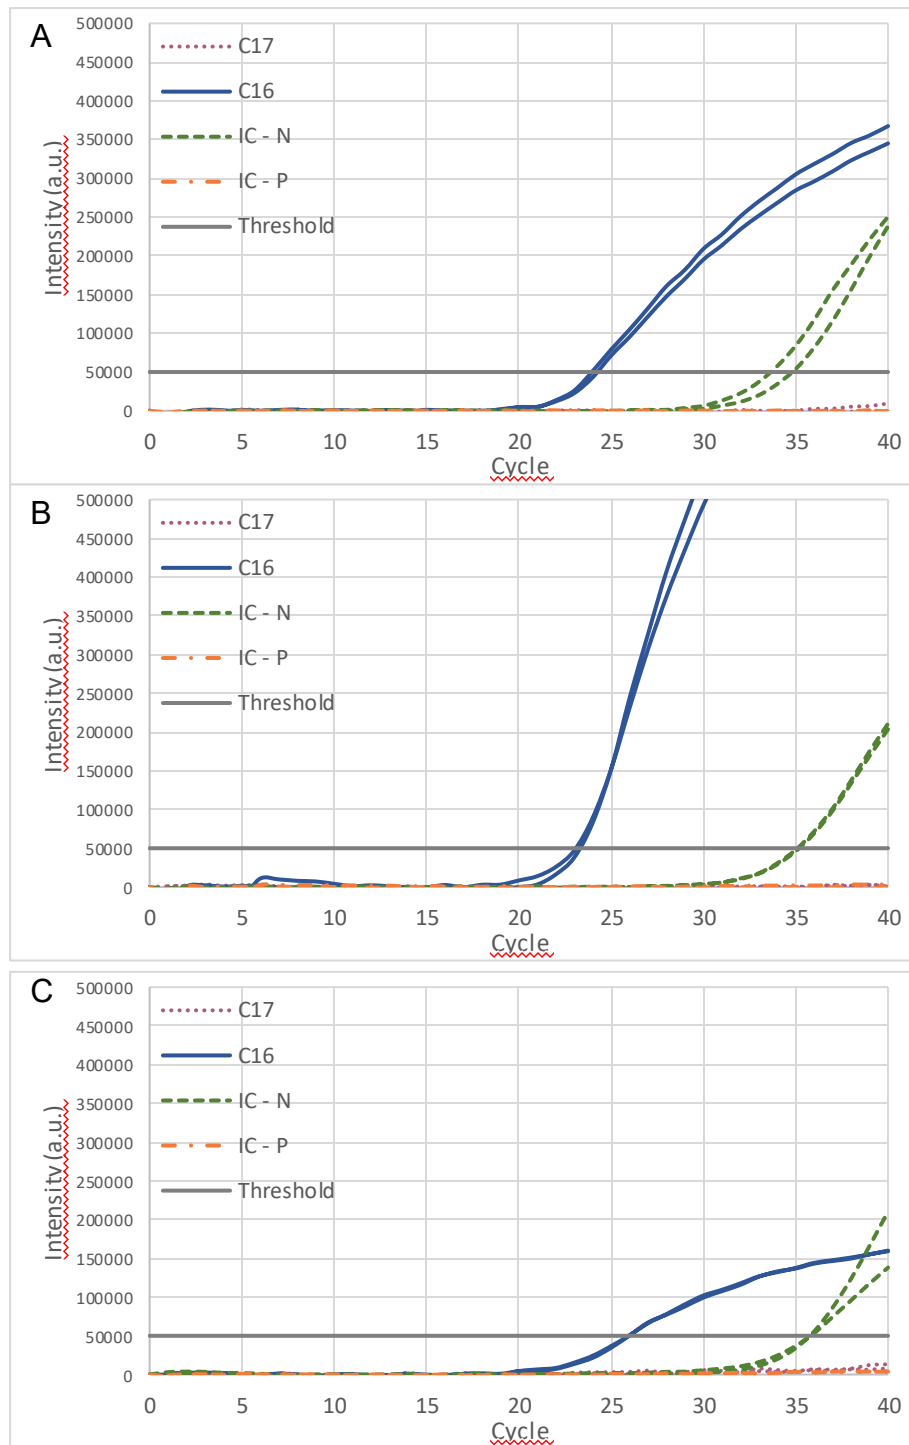 A
500000
450000
400000
350000
300000
250000
200000
150000
100000
50000
0
Intensity (a.u.)
C17
C16
IC - N
IC - P
Threshold
0 5 10 15 20 25 30 35 40
Cycle
B
500000
450000
400000
350000
300000
250000
200000
150000
100000
50000
0
Intensity (a.u.)
C17
C16
IC - N
IC - P
Threshold
0 5 10 15 20 25 30 35 40
Cycle
C
500000
450000
400000
350000
300000
250000
200000
150000
100000
50000
0
Intensity (a.u.)
C17
C16
IC - N
IC - P
Threshold
0 5 10 15 20 25 30 35 40
Cycle